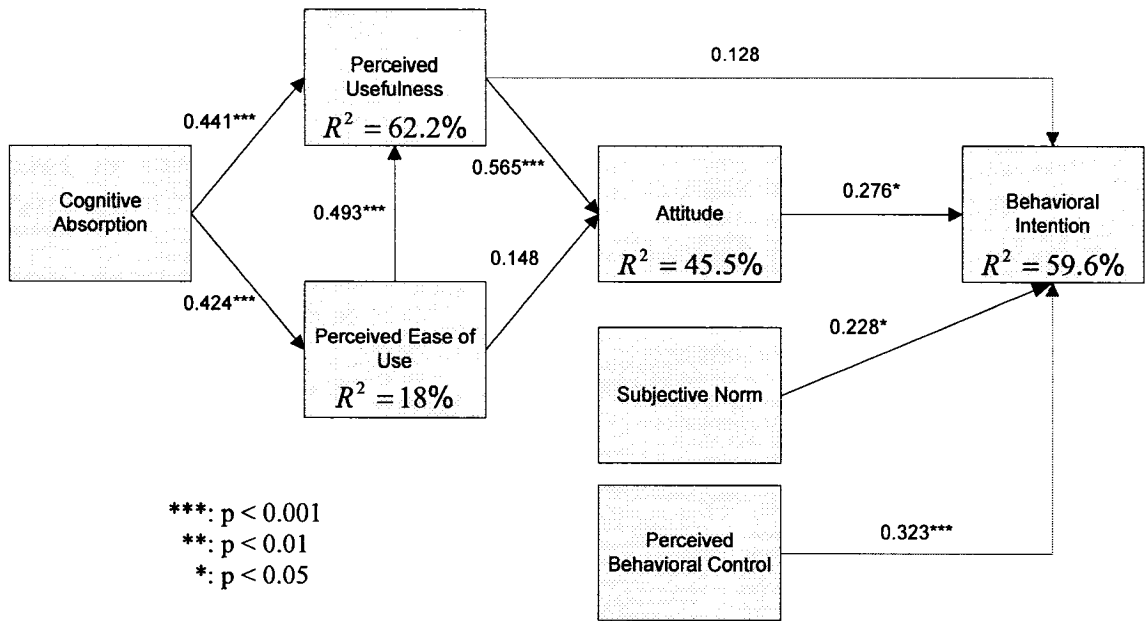 Perceived
Usefulness
R² = 62.2%
0.128
0.441***
0.565***
Cognitive
Absorption
0.493***
Attitude
R² = 45.5%
0.276*
Behavioral
Intention
R² = 59.6%
0.148
0.424***
Perceived Ease of
Use
R² = 18%
0.228*
Subjective Norm
***: p < 0.001
**: p < 0.01
*: p < 0.05
Perceived
Behavioral Control
0.323***